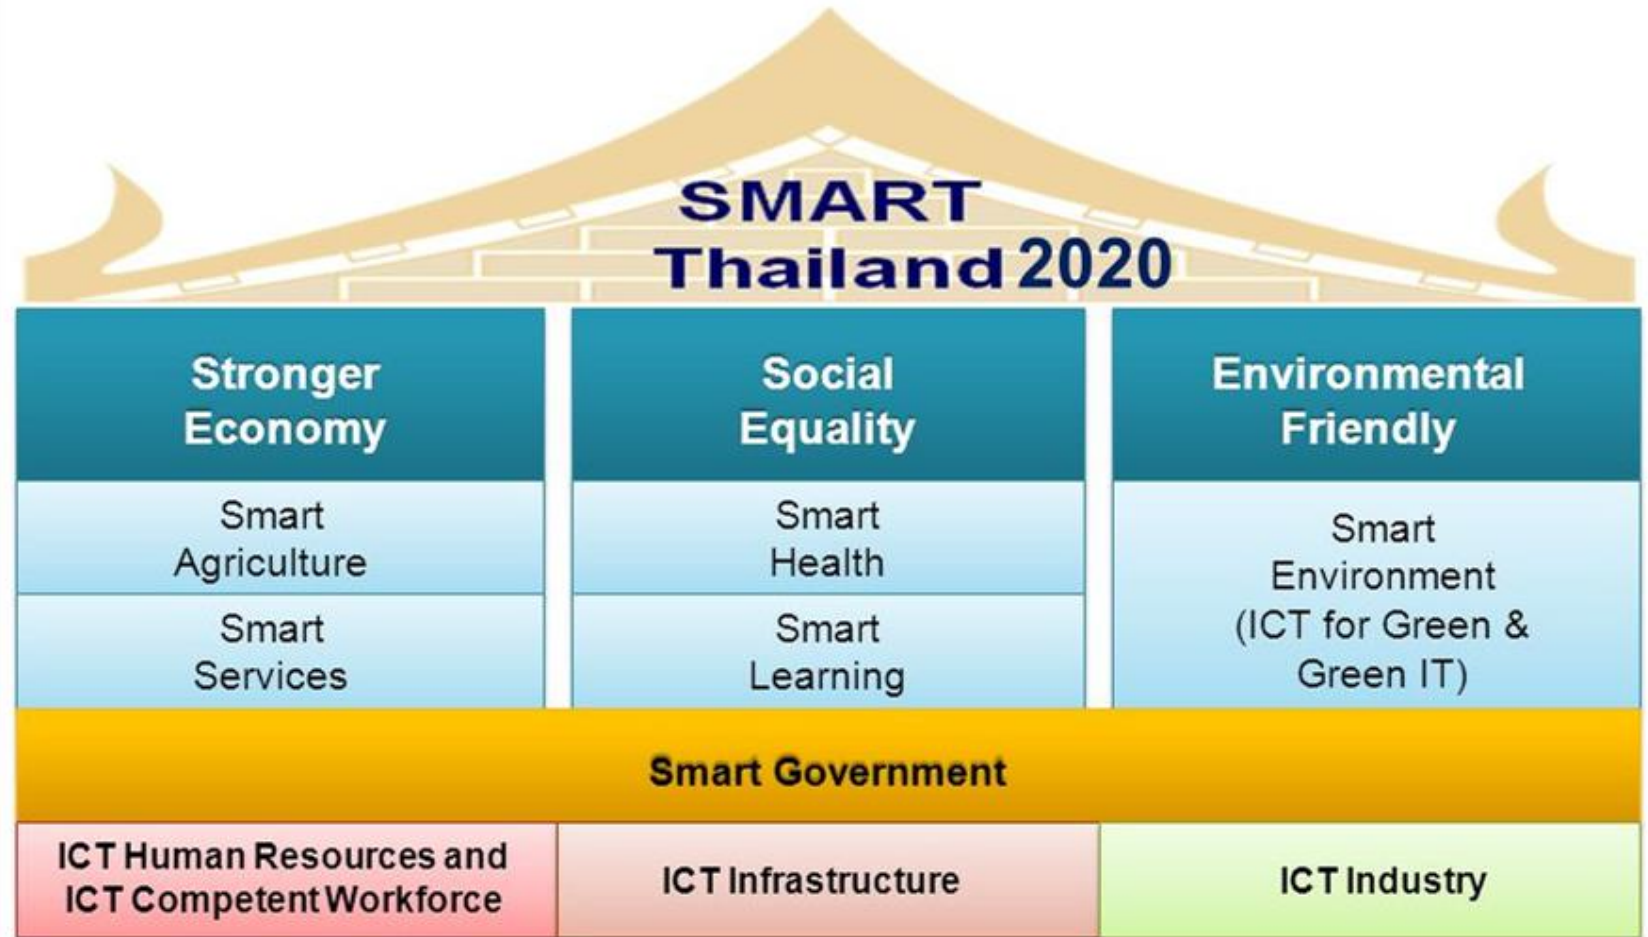 SMART
Thailand 2020
Stronger
Economy
Smart
Agriculture
Smart
Services
Social
Equality
Smart
Health
Smart
Learning
Environmental
Friendly
Smart
Environment
(ICT for Green &
Green IT)
Smart Government
ICT Human Resources and
ICT Competent Workforce
ICT Infrastructure
ICT Industry